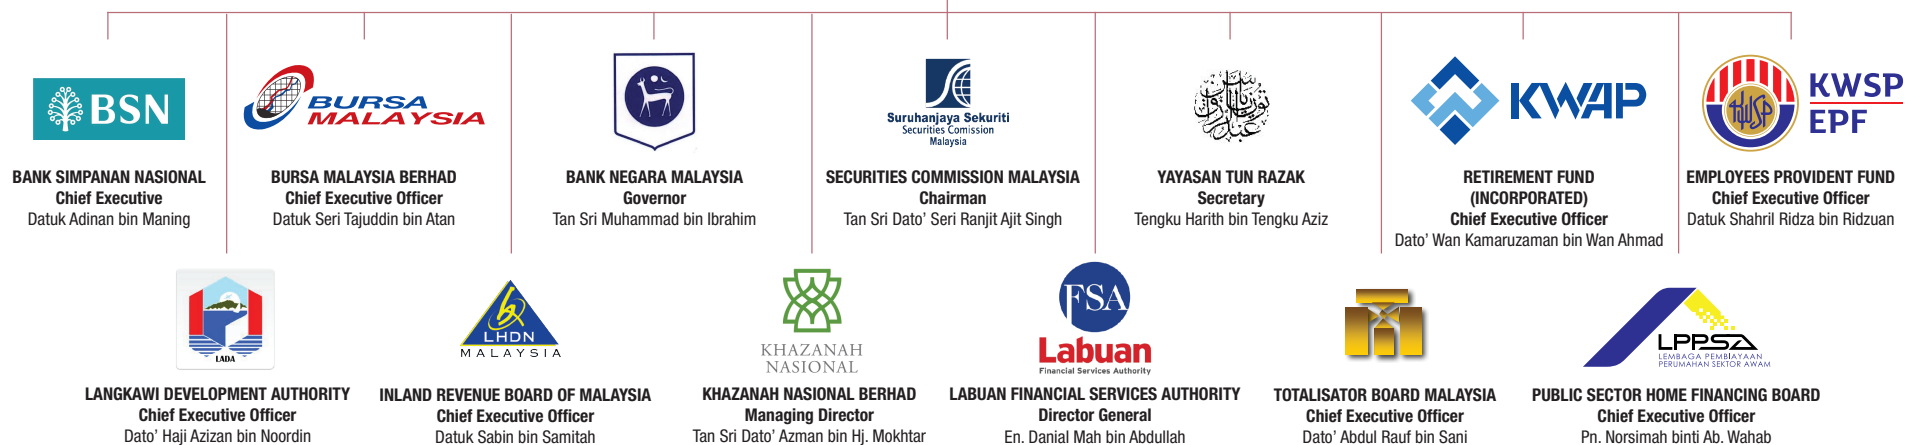 BSN
BANK SIMPANAN NASIONAL
Chief Executive
Datuk Adinan bin Maning
BURSA
MALAYSIA
BURSA MALAYSIA BERHAD
Chief Executive Officer
Datuk Seri Tajuddin bin Atan
BANK NEGARA MALAYSIA
Governor
Tan Sri Muhammad bin Ibrahim
Suruhanjaya Sekuriti
Securities Comission
Malaysia
SECURITIES COMMISSION MALAYSIA
Chairman
Tan Sri Dato’ Seri Ranjit Ajit Singh
YAYASAN TUN RAZAK
Secretary
Tengku Harith bin Tengku Aziz
KWAP
RETIREMENT FUND
(INCORPORATED)
Chief Executive Officer
Dato’ Wan Kamaruzaman bin Wan Ahmad
KWSP
KWSP
EPF
EMPLOYEES PROVIDENT FUND
Chief Executive Officer
Datuk Shahril Ridza bin Ridzuan
LADA
LANGKAWI DEVELOPMENT AUTHORITY
Chief Executive Officer
Dato’ Haji Azizan bin Noordin
LHDN
MALAYSIA
INLAND REVENUE BOARD OF MALAYSIA
Chief Executive Officer
Datuk Sabin bin Samitah
KHAZANAH
NASIONAL
KHAZANAH NASIONAL BERHAD
Managing Director
Tan Sri Dato’ Azman bin Hj. Mokhtar
FSA
Labuan
Financial Services Authority
LABUAN FINANCIAL SERVICES AUTHORITY
Director General
En. Danial Mah bin Abdullah
TOTALISATOR BOARD MALAYSIA
Chief Executive Officer
Dato’ Abdul Rauf bin Sani
LPPSA
LEMBAGA PEMBIAYAAN
PERUMAHAN SEKTOR AWAM
PUBLIC SECTOR HOME FINANCING BOARD
Chief Executive Officer
Pn. Norsimah binti Ab. Wahab